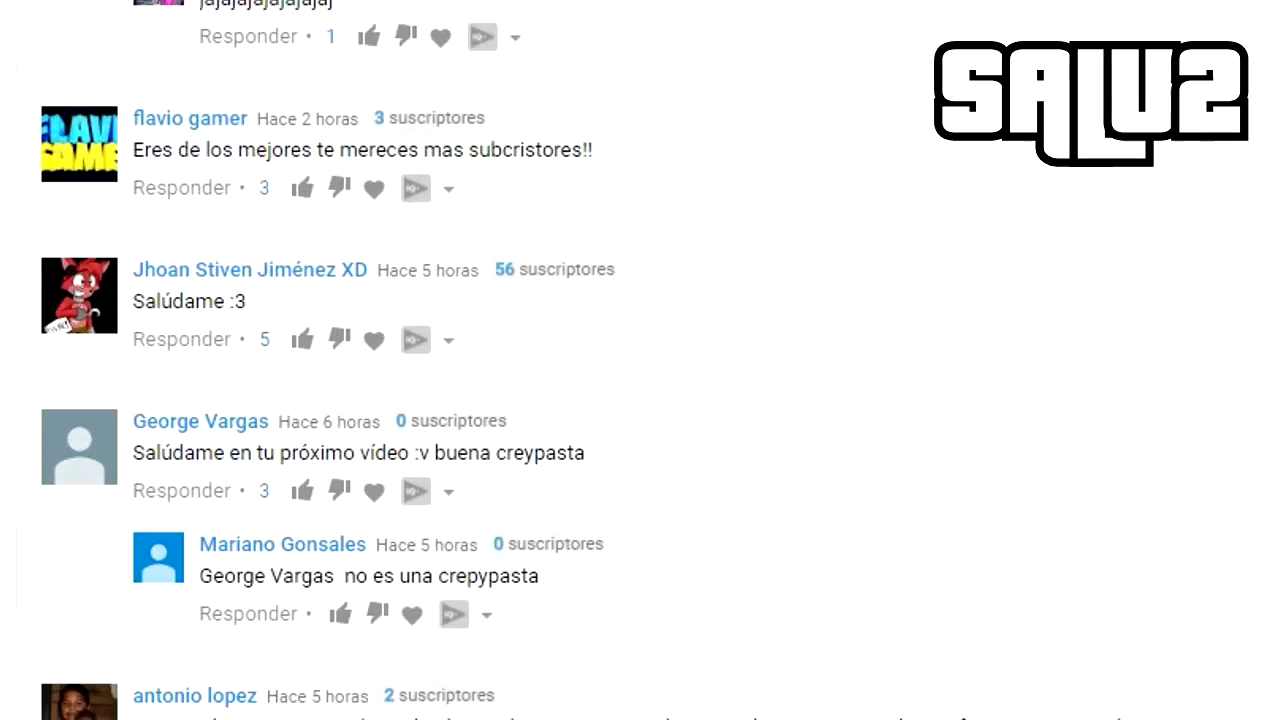 jajajajajajajaj
Responder • 1
SALU2
FLAVI
GAME
flavio gamer Hace 2 horas 3 suscriptores
Eres de los mejores te mereces mas subcristores!!
Responder • 3
Jhoan Stiven Jiménez XD Hace 5 horas 56 suscriptores
Salúdame :3
Responder • 5
George Vargas Hace 6 horas 0 suscriptores
Salúdame en tu próximo vídeo :v buena creypasta
Responder • 3
Mariano Gonsales Hace 5 horas 0 suscriptores
George Vargas no es una crepypasta
Responder •
antonio lopez Hace 5 horas 2 suscriptores